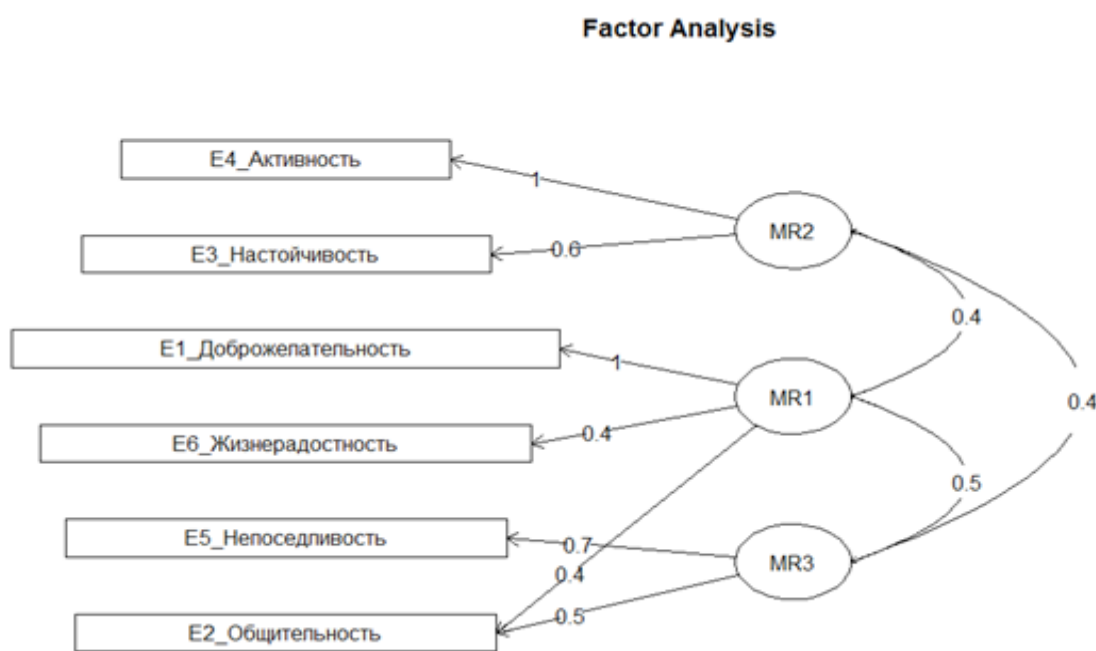 Factor Analysis
E4_Активность
1
MR2
E3_Настойчивость
0.6
0.4
E1_Доброжепательность
1
MR1
0.4
E6_Жизнерадостность
0.4
0.5
E5_Непоседливость
0.7
MR3
0.4
0.5
E2_Общительность